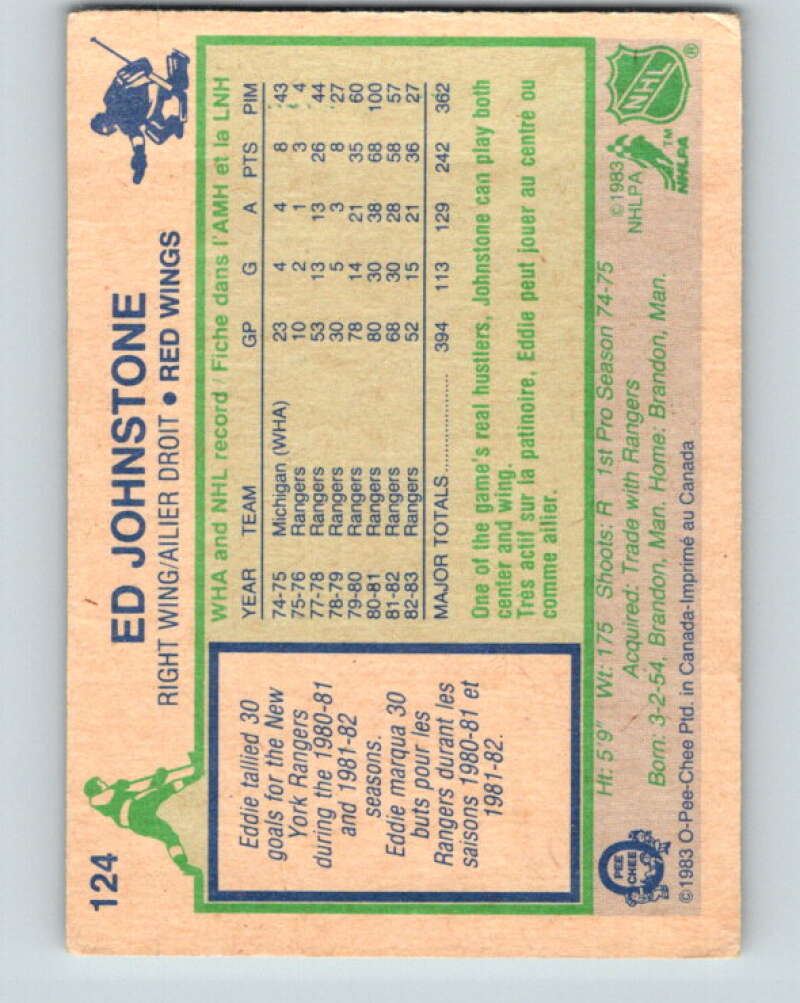 124
ED JOHNSTONE
RIGHT WING/AILIER DROIT • RED WINGS
Eddie tallied 30
goals for the New
York Rangers
during the 1980-81
and 1981-82
seasons.
Eddie marqua 30
buts pour les
Rangers durant les
saisons 1980-81 et
1981-82.
WHA and NHL record / Fiche dans l'AMH et la LNH
YEAR TEAM GP G A PTS PIM
74-75 Michigan (WHA) 23 4 4 8 43
75-76 Rangers 10 2 1 3 4
77-78 Rangers 53 13 13 26 44
78-79 Rangers 30 5 3 8 27
79-80 Rangers 78 14 21 35 60
80-81 Rangers 80 30 38 68 100
81-82 Rangers 68 30 28 58 57
82-83 Rangers 52 15 21 36 27
MAJOR TOTALS .................... 394 113 129 242 362
One of the game's real hustlers, Johnstone can play both
center and wing.
Très actif sur la patinoire, Eddie peut jouer au centre ou
comme ailier.
Ht: 5'9" Wt: 175 Shoots: R 1st Pro Season 74-75
Acquired: Trade with Rangers
Born: 3-2-54, Brandon, Man. Home: Brandon, Man.
©1983 O-Pee-Chee Ptd. in Canada-Imprimé au Canada
O
PEE
CHEE
©1983
NHLPA
NHLPA
TM
NHL
®